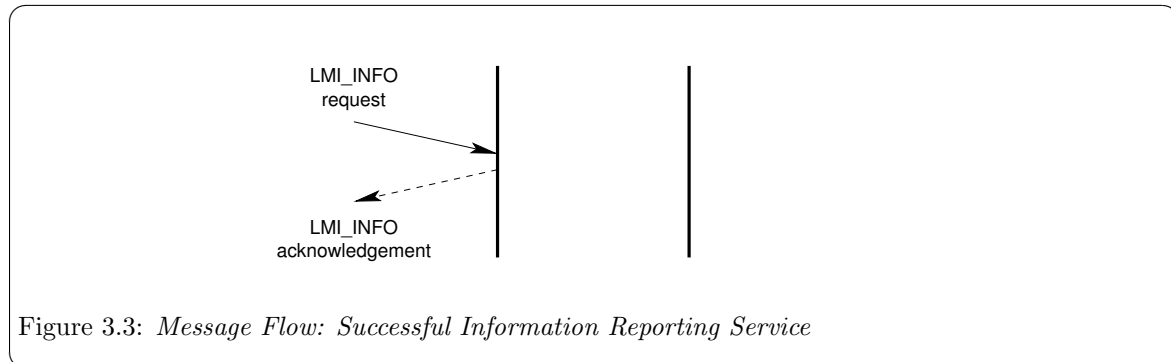 LMI_INFO
request
LMI_INFO
acknowledgement
Figure 3.3: Message Flow: Successful Information Reporting Service